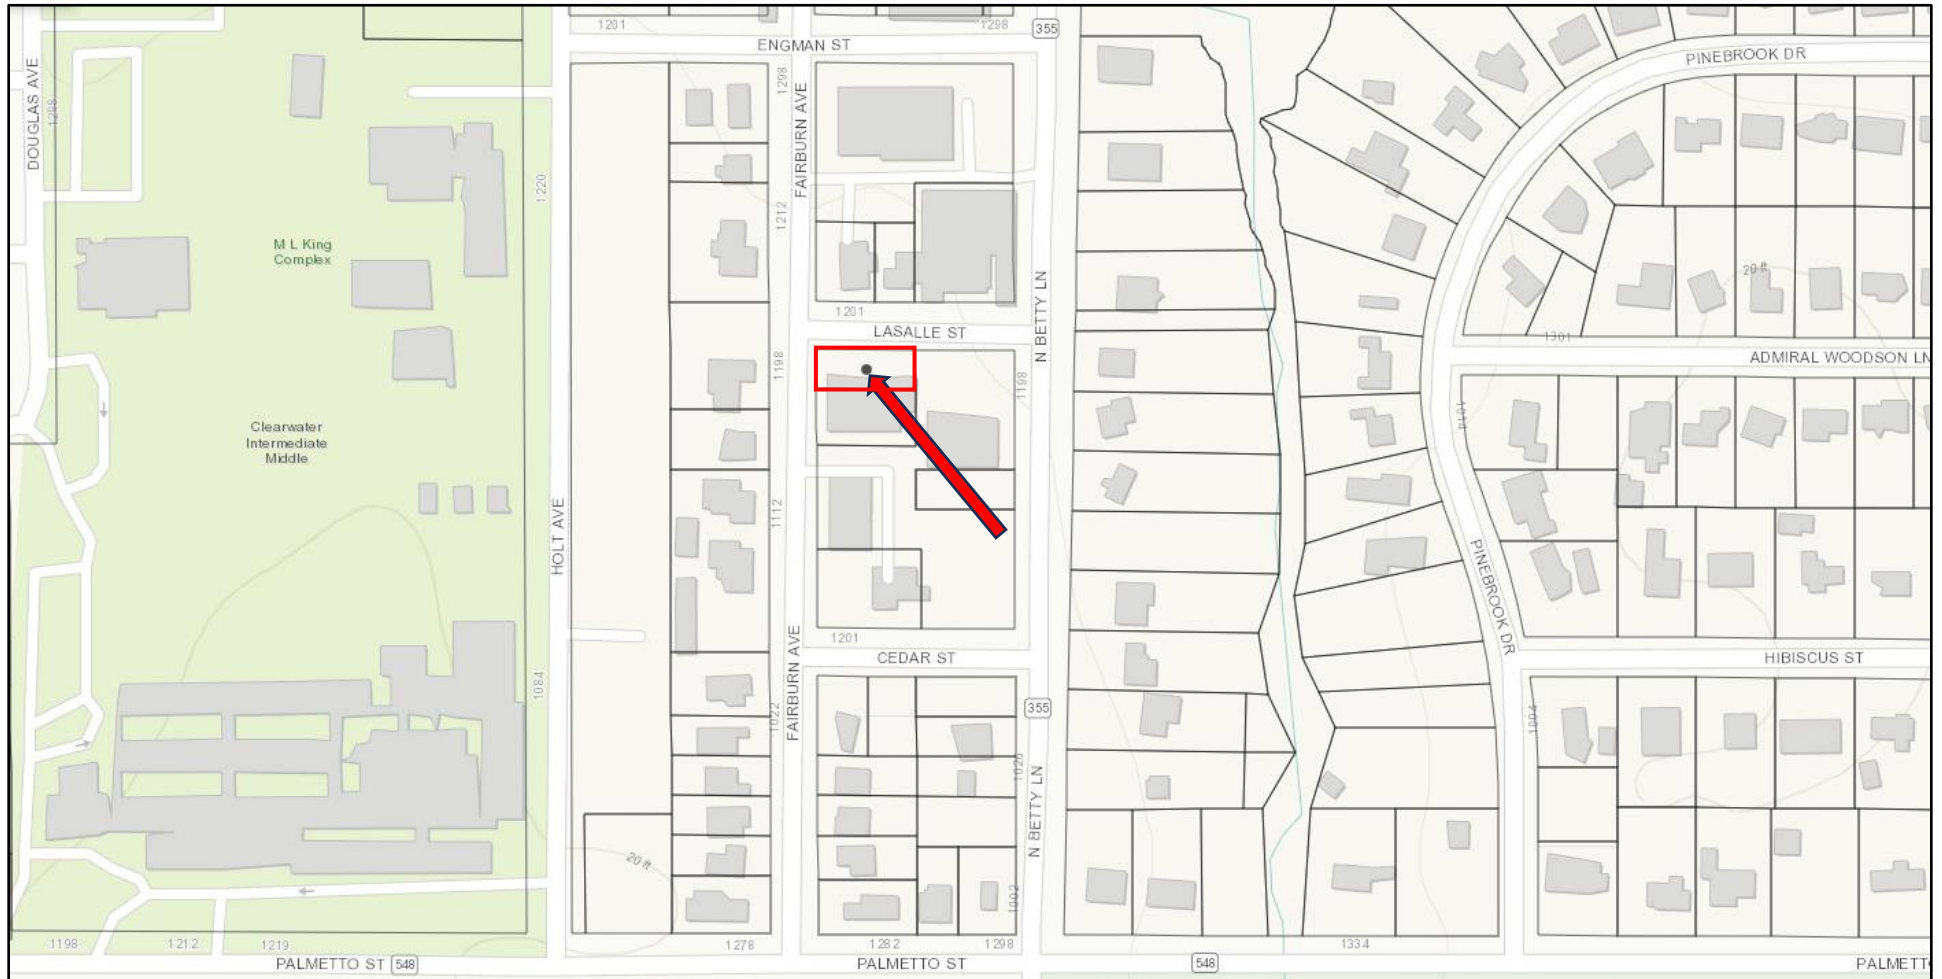 1201
1298
355
ENGMAN ST
PINEBROOK DR
DOUGLAS AVE
1298
1298
FAIRBURN AVE
1220
1212
M L King
Complex
N BETTY LN
20 ft
1201
LASALLE ST
1301
ADMIRAL WOODSON LN
1198
1198
1014
Clearwater
Intermediate
Middle
HOLT AVE
1112
PINEBROOK DR
1201
FAIRBURN AVE
CEDAR ST
HIBISCUS ST
1084
1022
355
1004
1026
N BETTY LN
20 ft
1002
1198
1212
1219
1278
1282
1298
1334
PALMETTO ST
548
PALMETTO ST
548
PALMETT